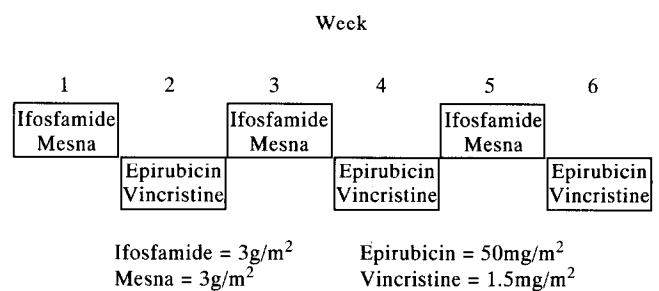 Week
1 2 3 4 5 6
Ifosfamide Ifosfamide Ifosfamide
Mesna Mesna Mesna
Epirubicin Epirubicin Epirubicin
Vincristine Vincristine Vincristine
Ifosfamide = 3g/m² Epirubicin = 50mg/m²
Mesna = 3g/m² Vincristine = 1.5mg/m²